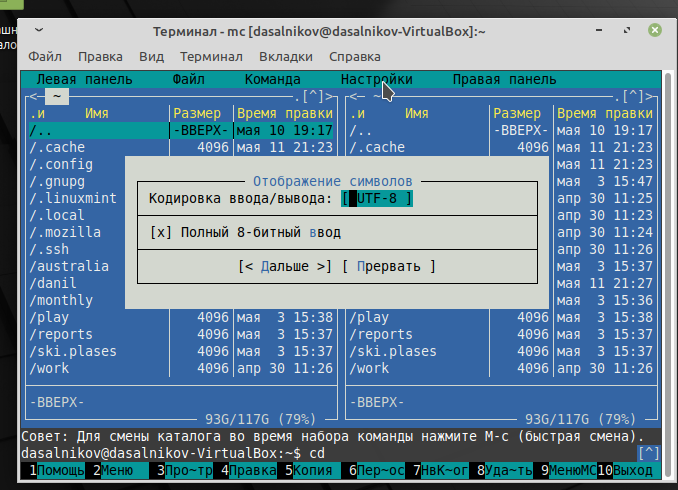 Терминал - mc [dasalnikov@dasalnikov-VirtualBox]:~
Файл Правка Вид Терминал Вкладки Справка
Левая панель Файл Команда Настройки Правая панель
<─ ~ .[^]> <─ ~ .[^]>
.и Имя Размер Время правки .и Имя Размер Время правки
/.. -ВВЕРХ- мая 10 19:17 /.. -ВВЕРХ- мая 10 19:17
/.cache 4096 мая 11 21:23 /.cache 4096 мая 11 21:23
/.config мая 11 21:23
/.gnupg Отображение символов мая 3 15:47
/.linuxmint Кодировка ввода/вывода: [ UTF-8 ] апр 30 11:25
/.local апр 30 11:23
/.mozilla [x] Полный 8-битный ввод апр 30 11:24
/.ssh апр 30 11:26
/australia [< Дальше >] [ Прервать ] мая 3 15:37
/danil мая 11 21:27
/monthly мая 3 15:36
/play 4096 мая 3 15:38 /play 4096 мая 3 15:38
/reports 4096 мая 3 15:37 /reports 4096 мая 3 15:37
/ski.plases 4096 мая 3 15:37 /ski.plases 4096 мая 3 15:37
/work 4096 апр 30 11:26 /work 4096 апр 30 11:26
-ВВЕРХ- -ВВЕРХ-
93G/117G (79%) 93G/117G (79%)
Совет: Для смены каталога во время набора команды нажмите M-c (быстрая смена).
dasalnikov@dasalnikov-VirtualBox:~$ cd [^]
1Помощь 2Меню 3Про~тр 4Правка 5Копия 6Пер~ос 7НвК~ог 8Уда~ть 9МенюМС 10Выход